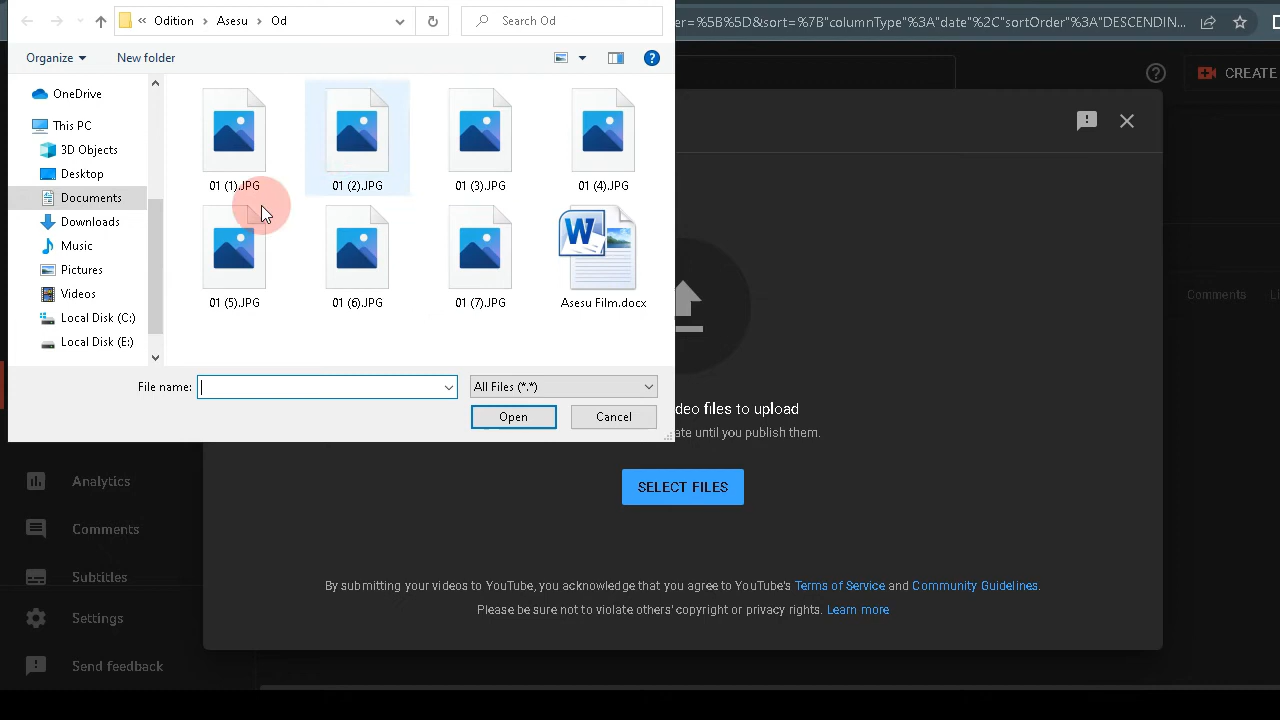 « Odition > Asesu > Od
Search Od
er=%5B%5D&sort=%7B"columnType"%3A"date"%2C"sortOrder"%3A"DESCENDIN...
Organize
New folder
CREATE
OneDrive
This PC
3D Objects
Desktop
Documents
Downloads
Music
Pictures
Videos
Local Disk (C:)
Local Disk (E:)
01 (1).JPG
01 (2).JPG
01 (3).JPG
01 (4).JPG
01 (5).JPG
01 (6).JPG
01 (7).JPG
Asesu Film.docx
File name:
All Files (*.*)
Open
Cancel
Comments
deo files to upload
ate until you publish them.
SELECT FILES
Analytics
Comments
Subtitles
Settings
Send feedback
By submitting your videos to YouTube, you acknowledge that you agree to YouTube's Terms of Service and Community Guidelines.
Please be sure not to violate others' copyright or privacy rights. Learn more